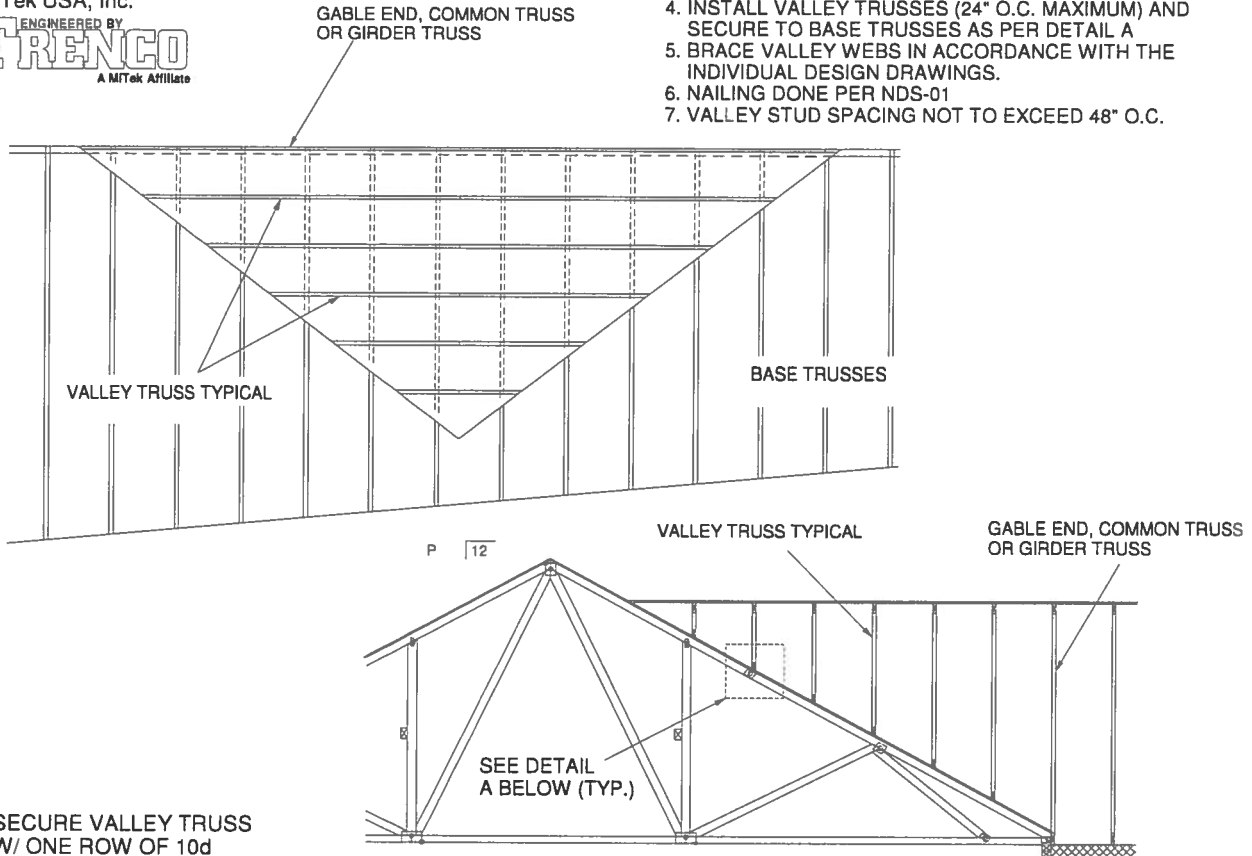 Tek USA, Inc.
ENGINEERED BY
TRENCO
A MiTek Affiliate
GABLE END, COMMON TRUSS
OR GIRDER TRUSS
4. INSTALL VALLEY TRUSSES (24" O.C. MAXIMUM) AND
SECURE TO BASE TRUSSES AS PER DETAIL A
5. BRACE VALLEY WEBS IN ACCORDANCE WITH THE
INDIVIDUAL DESIGN DRAWINGS.
6. NAILING DONE PER NDS-01
7. VALLEY STUD SPACING NOT TO EXCEED 48" O.C.
VALLEY TRUSS TYPICAL
BASE TRUSSES
P 12
VALLEY TRUSS TYPICAL
GABLE END, COMMON TRUSS
OR GIRDER TRUSS
SEE DETAIL
A BELOW (TYP.)
SECURE VALLEY TRUSS
W/ ONE ROW OF 10d